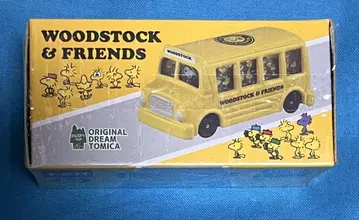 WOODSTOCK
& FRIENDS
WOODSTOCK
WOODSTOCK & FRIENDS
ORIGINAL
DREAM
TOMICA